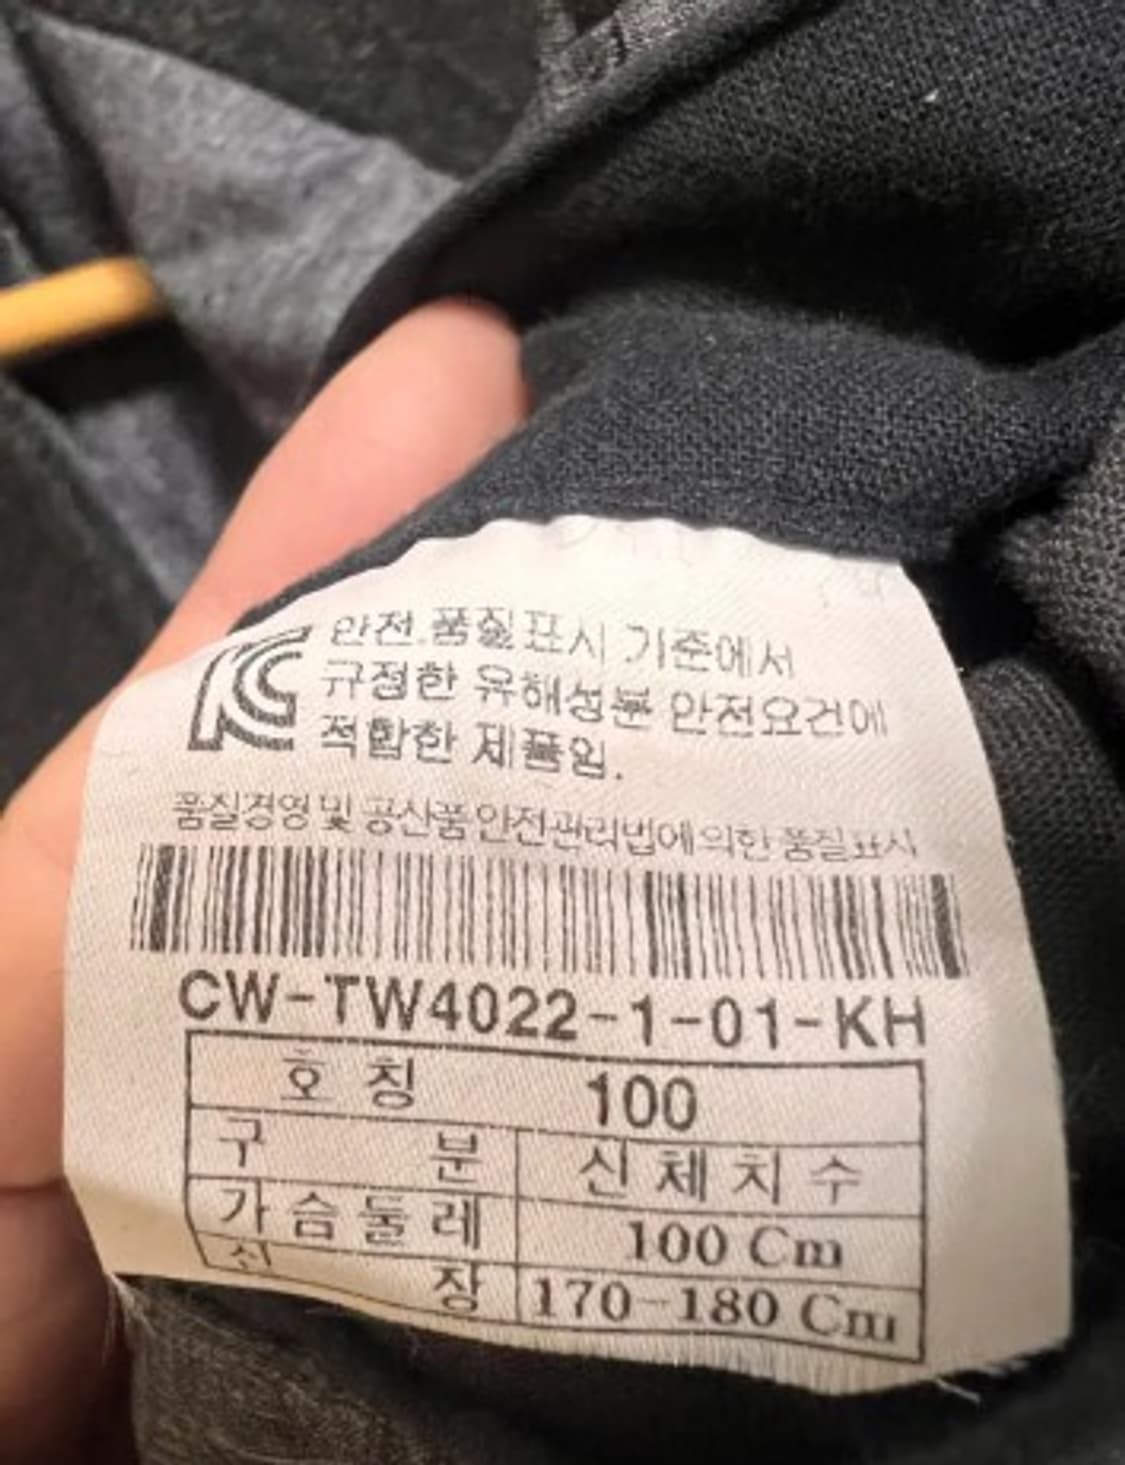 KC 안전.품질표시 기준에서
규정한 유해성분 안전요건에
적합한 제품임.
품질경영 및 공산품안전관리법에의한 품질표시
CW-TW4022-1-01-KH
호칭 100
구분 신체치수
가슴둘레 100 Cm
신장 170-180 Cm